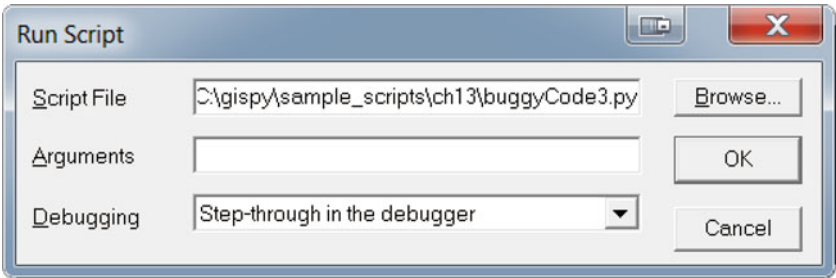 Run Script
Script File C:\gispy\sample_scripts\ch13\buggyCode3.py Browse...
Arguments OK
Debugging Step-through in the debugger Cancel